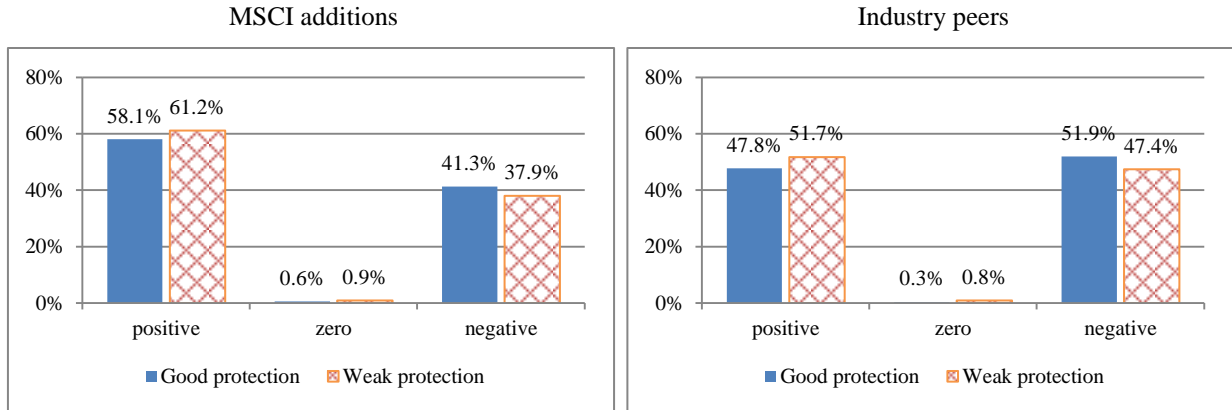 MSCI additions
80%
60%
40%
20%
0%
58.1%
61.2%
0.6%
0.9%
41.3%
37.9%
positive
zero
negative
Good protection
Weak protection
Industry peers
80%
60%
40%
20%
0%
47.8%
51.7%
0.3%
0.8%
51.9%
47.4%
positive
zero
negative
Good protection
Weak protection